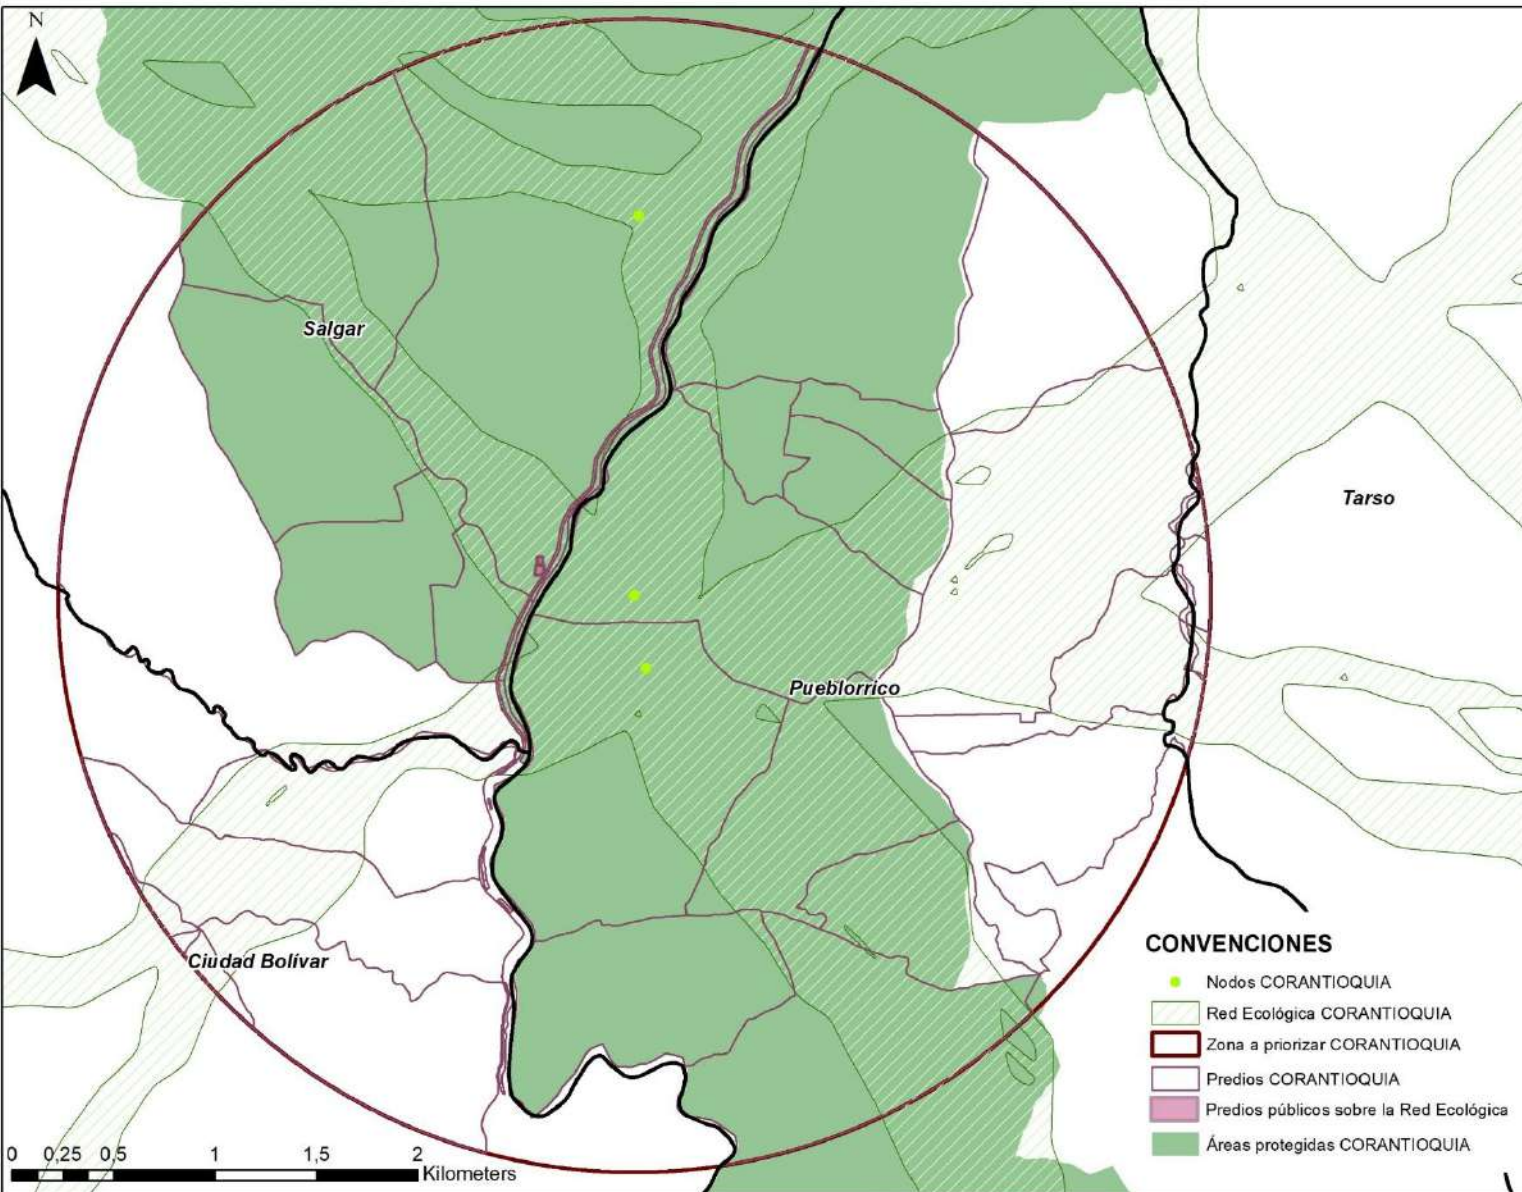 N
Salgar
Tarso
Pueblorrico
Ciudad Bolívar
CONVENCIONES
Nodos CORANTIOQUIA
Red Ecológica CORANTIOQUIA
Zona a priorizar CORANTIOQUIA
Predios CORANTIOQUIA
Predios públicos sobre la Red Ecológica
Áreas protegidas CORANTIOQUIA
0 0,25 0,5 1 1,5 2
Kilometers